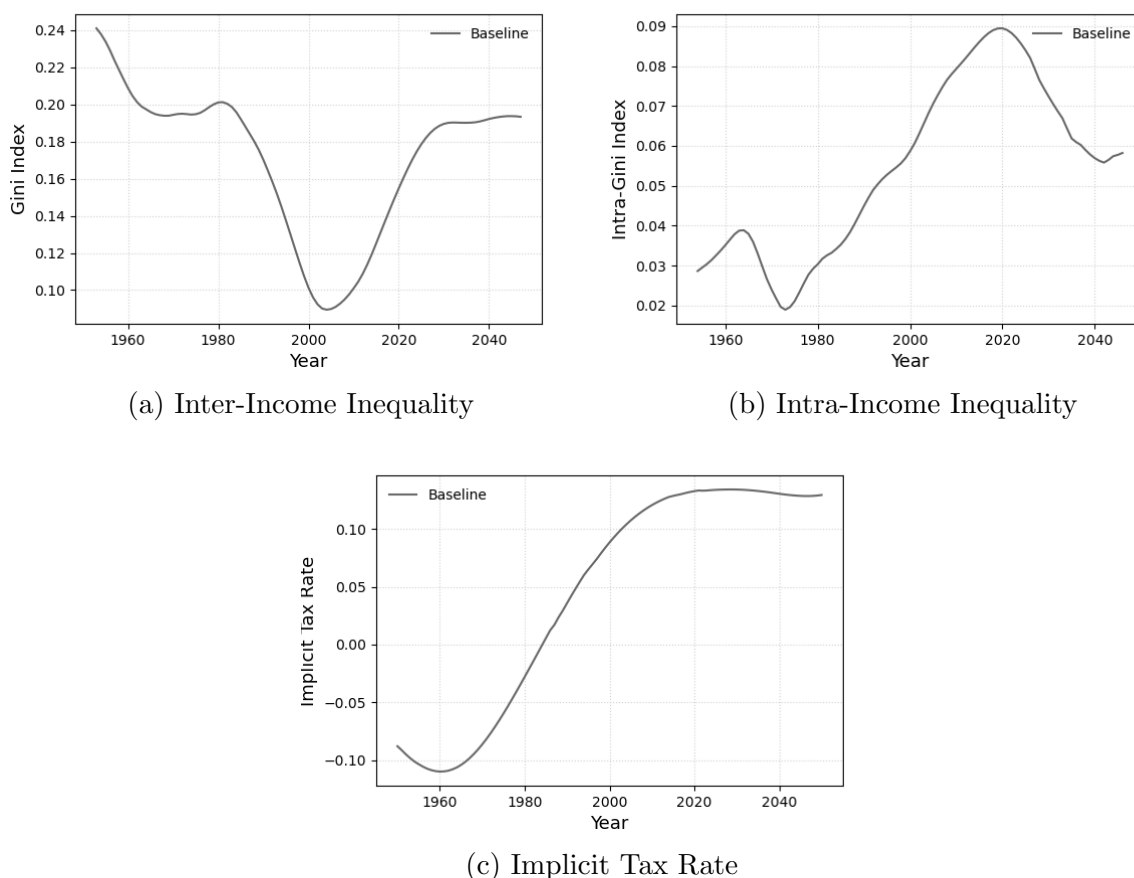 0.24
0.22
0.20
0.18
0.16
0.14
0.12
0.10
Gini Index
Baseline
1960 1980 2000 2020 2040
Year
(a) Inter-Income Inequality
0.09
0.08
0.07
0.06
0.05
0.04
0.03
0.02
Intra-Gini Index
Baseline
1960 1980 2000 2020 2040
Year
(b) Intra-Income Inequality
0.10
0.05
0.00
−0.05
−0.10
Implicit Tax Rate
Baseline
1960 1980 2000 2020 2040
Year
(c) Implicit Tax Rate